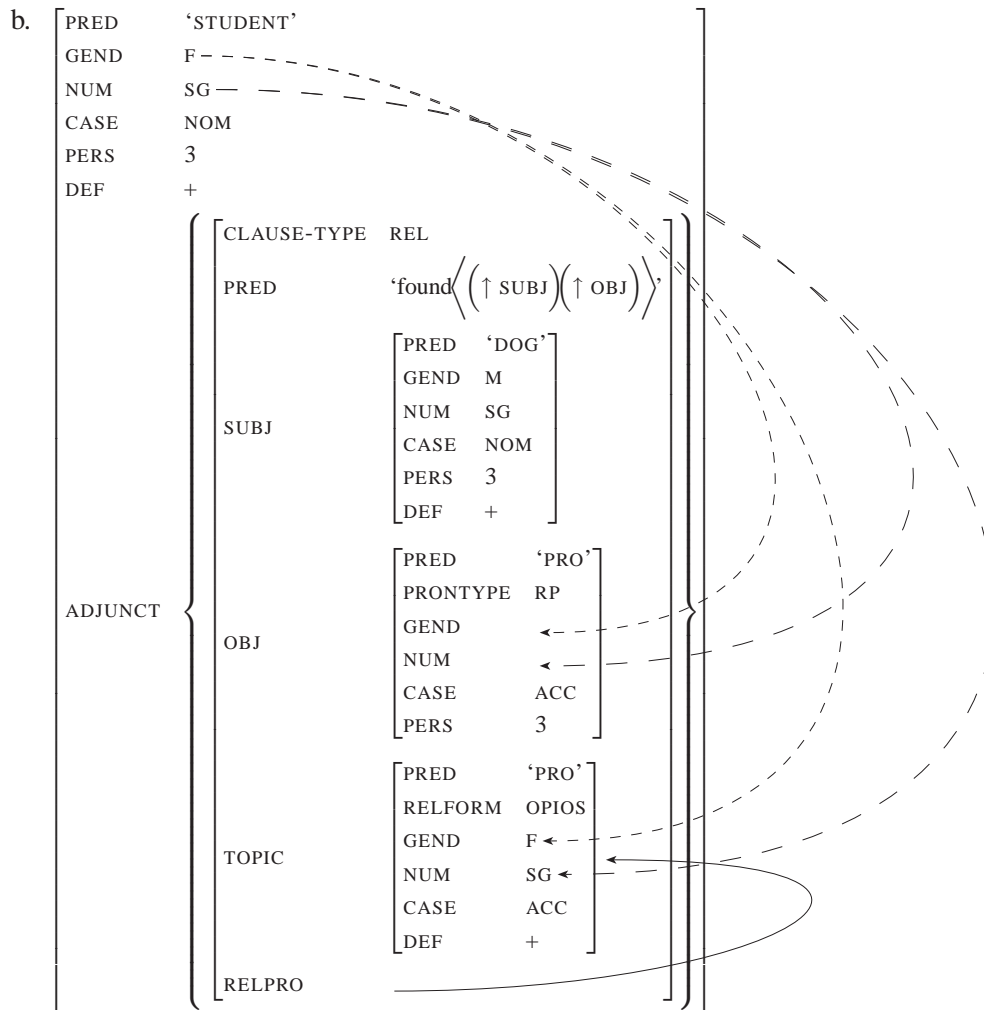 b.
PRED ‘STUDENT’
GEND F
NUM SG
CASE NOM
PERS 3
DEF +
CLAUSE-TYPE REL
PRED ‘found⟨(↑ SUBJ)(↑ OBJ)⟩’
PRED ‘DOG’
GEND M
NUM SG
SUBJ
CASE NOM
PERS 3
DEF +
PRED ‘PRO’
PRONTYPE RP
ADJUNCT
GEND
OBJ
NUM
CASE ACC
PERS 3
PRED ‘PRO’
RELFORM OPIOS
GEND F
TOPIC
NUM SG
CASE ACC
DEF +
RELPRO